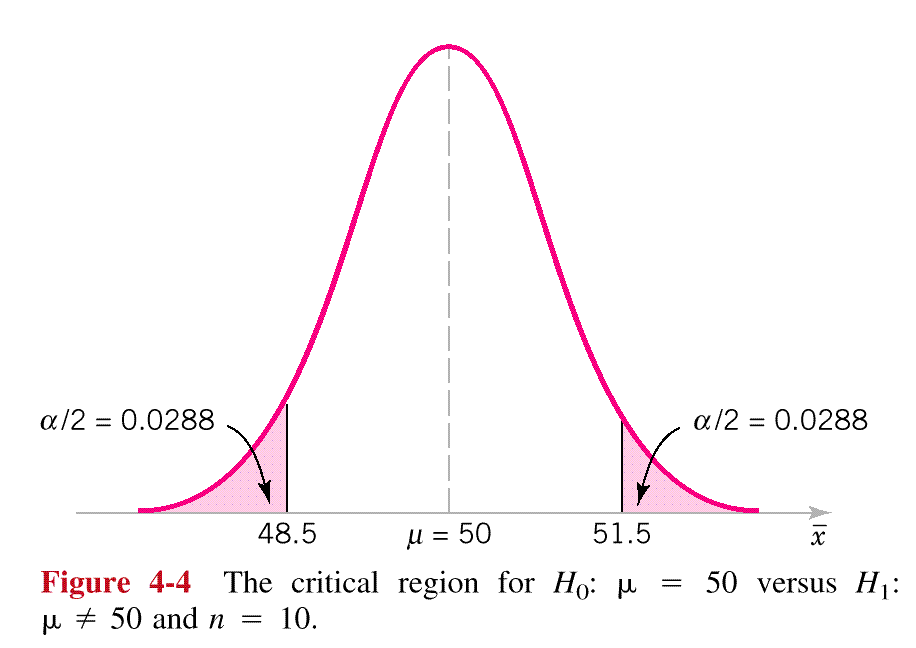 α/2 = 0.0288
α/2 = 0.0288
48.5
μ = 50
51.5
x̅
Figure 4-4 The critical region for H₀: μ = 50 versus H₁:
μ ≠ 50 and n = 10.